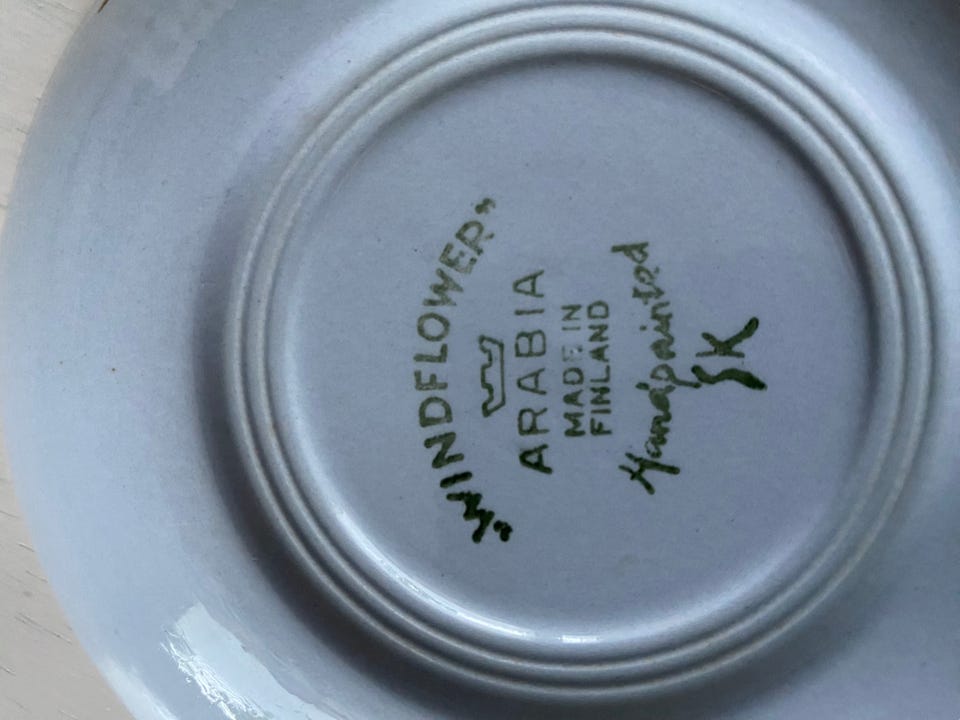 „WINDFLOWER”
ARABIA
MADE IN
FINLAND
Handpainted
SK